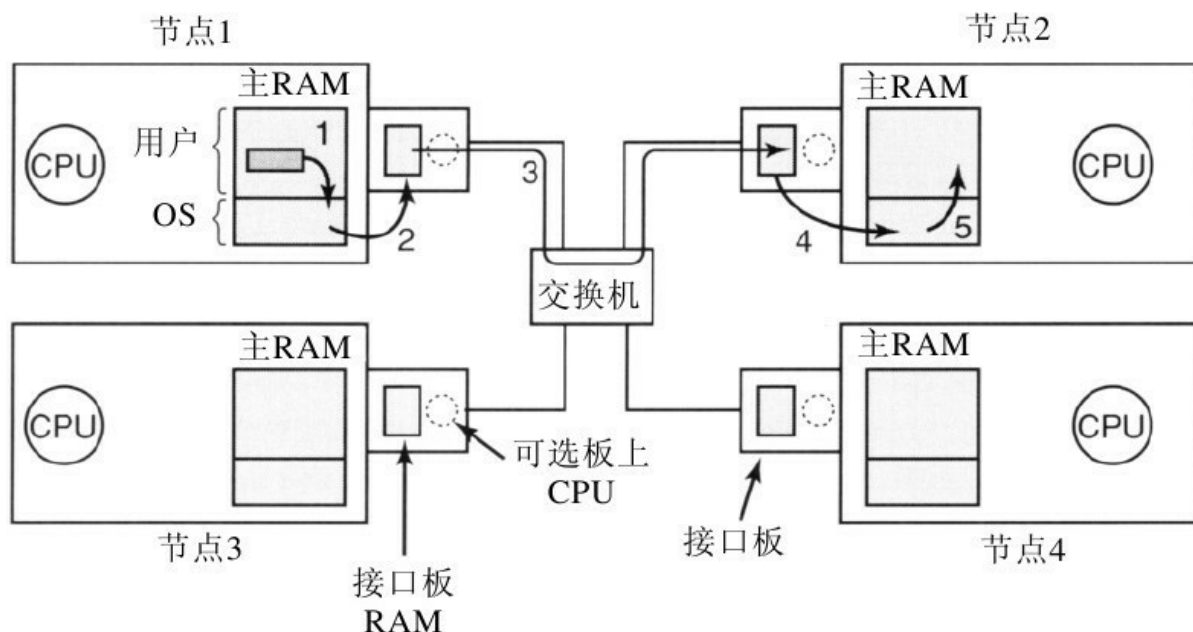 节点1
节点2
主RAM
主RAM
用户
CPU
1
3
CPU
OS
2
4
5
交换机
主RAM
主RAM
CPU
CPU
可选板上
CPU
节点3
接口板
节点4
接口板
RAM